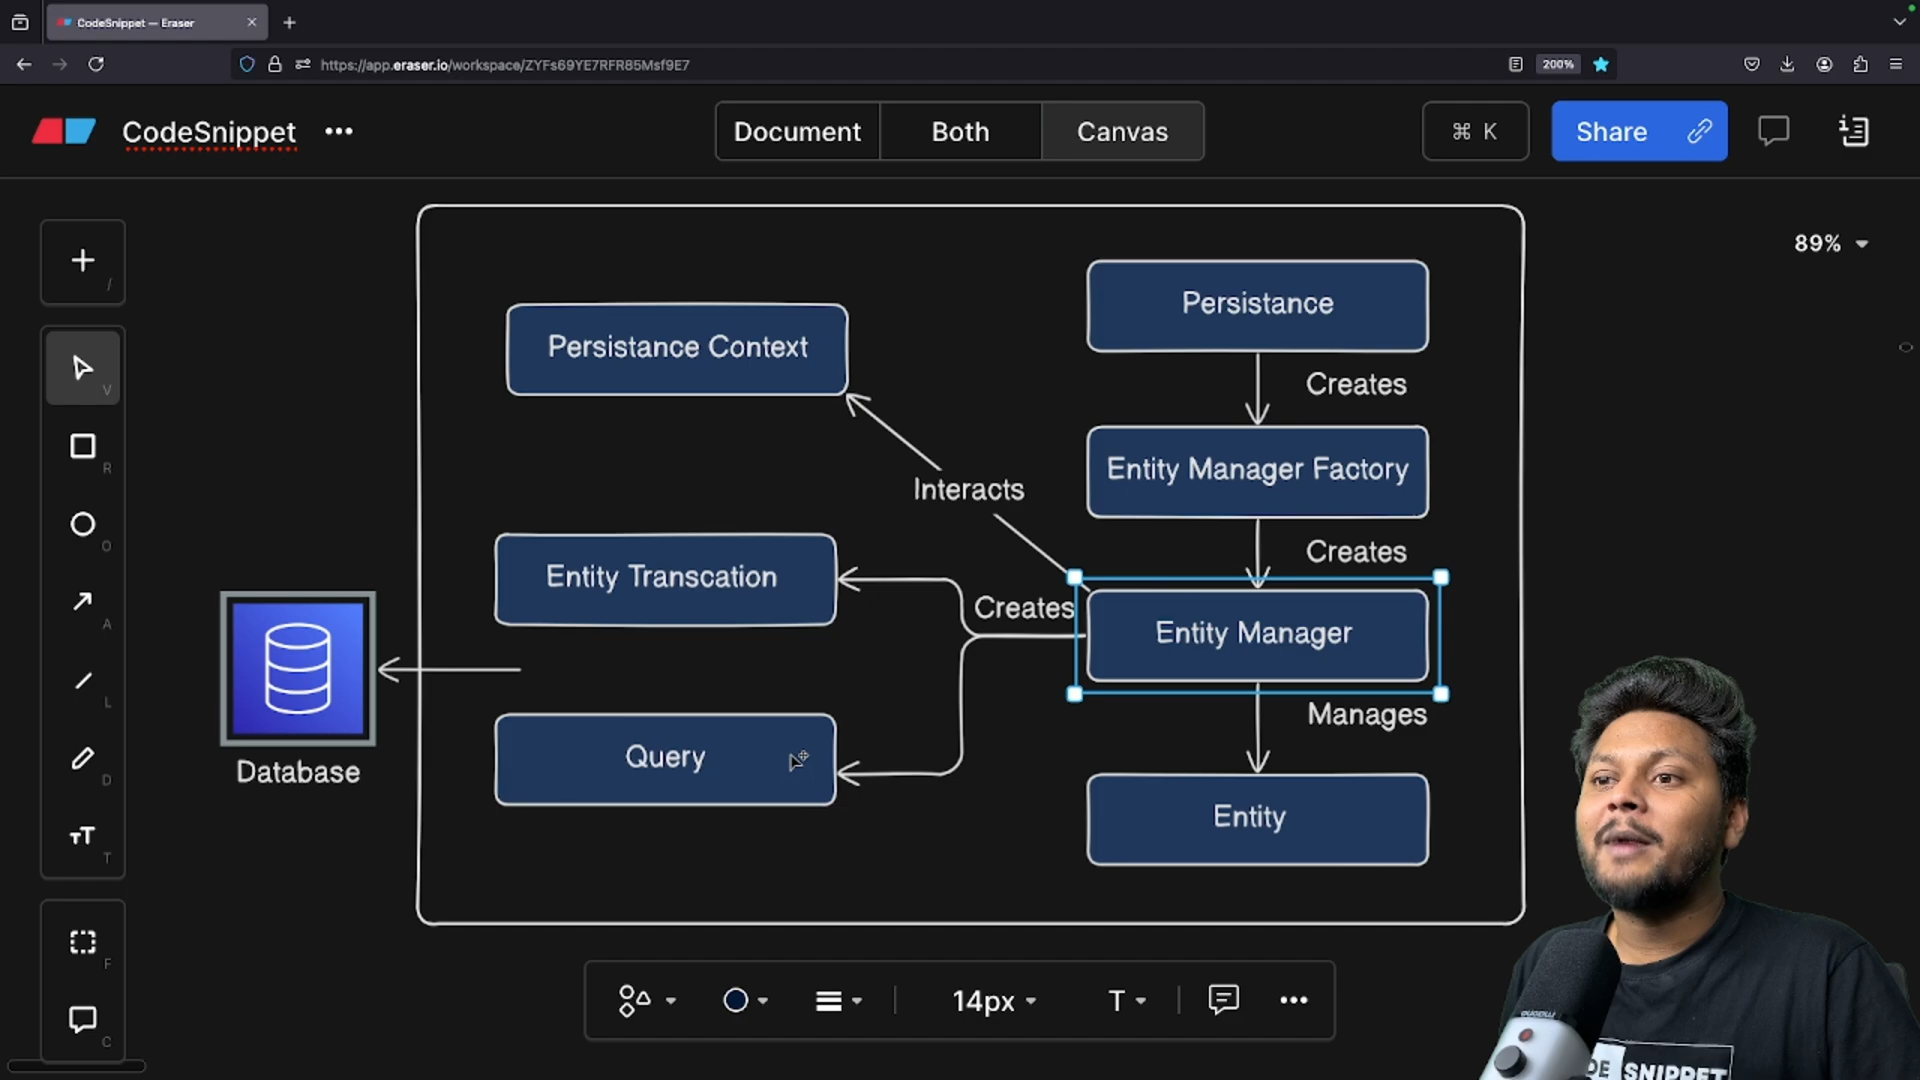 CodeSnippet — Eraser
https://app.eraser.io/workspace/ZYFs69YE7RFR85Msf9E7
200%
CodeSnippet
Document
Both
Canvas
⌘ K
Share
89%
/
V
R
O
A
L
D
T
F
C
Persistance
Persistance Context
Creates
Entity Manager Factory
Interacts
Creates
Entity Transcation
Creates
Entity Manager
Manages
Database
Query
Entity
14px
T
SNIPPET